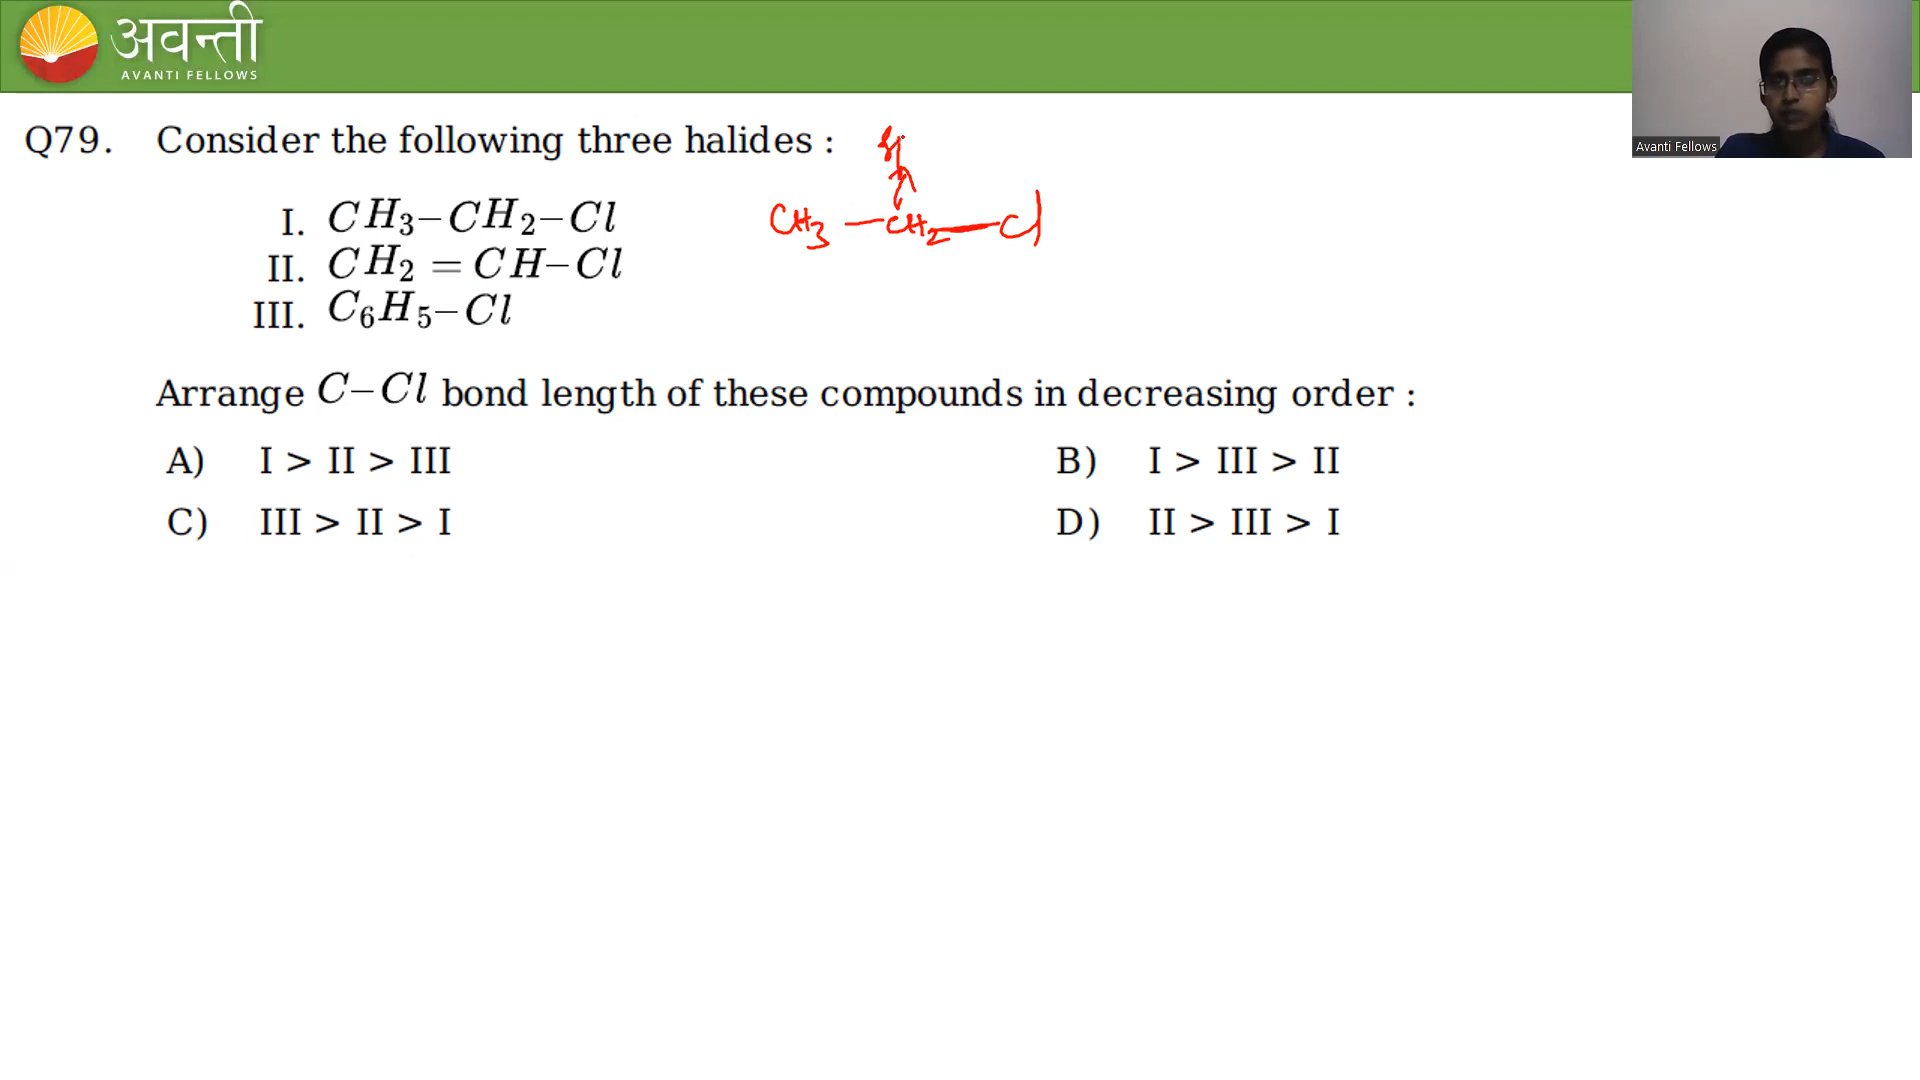 अवन्ती
AVANTI FELLOWS
Avanti Fellows
Q79. Consider the following three halides :
I. CH₃–CH₂–Cl
II. CH₂ = CH–Cl
III. C₆H₅–Cl
CH₃ — CH₂ — Cl
Arrange C–Cl bond length of these compounds in decreasing order :
A) I > II > III
B) I > III > II
C) III > II > I
D) II > III > I